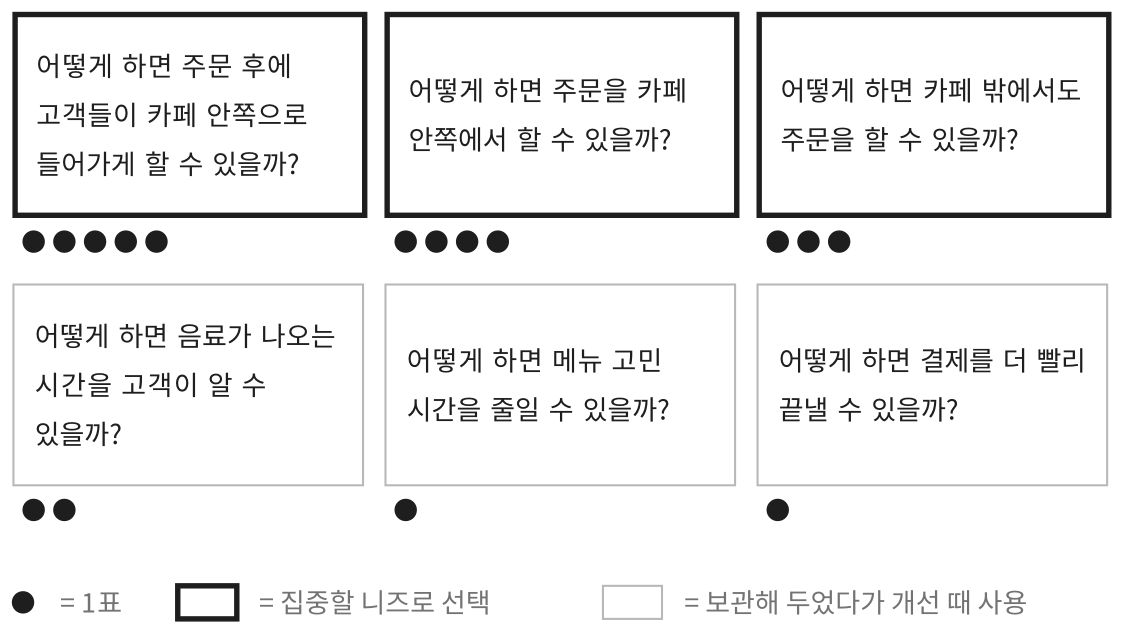 어떻게 하면 주문 후에
고객들이 카페 안쪽으로
들어가게 할 수 있을까?
어떻게 하면 주문을 카페
안쪽에서 할 수 있을까?
어떻게 하면 카페 밖에서도
주문을 할 수 있을까?
어떻게 하면 음료가 나오는
시간을 고객이 알 수
있을까?
어떻게 하면 메뉴 고민
시간을 줄일 수 있을까?
어떻게 하면 결제를 더 빨리
끝낼 수 있을까?
= 1표
= 집중할 니즈로 선택
= 보관해 두었다가 개선 때 사용